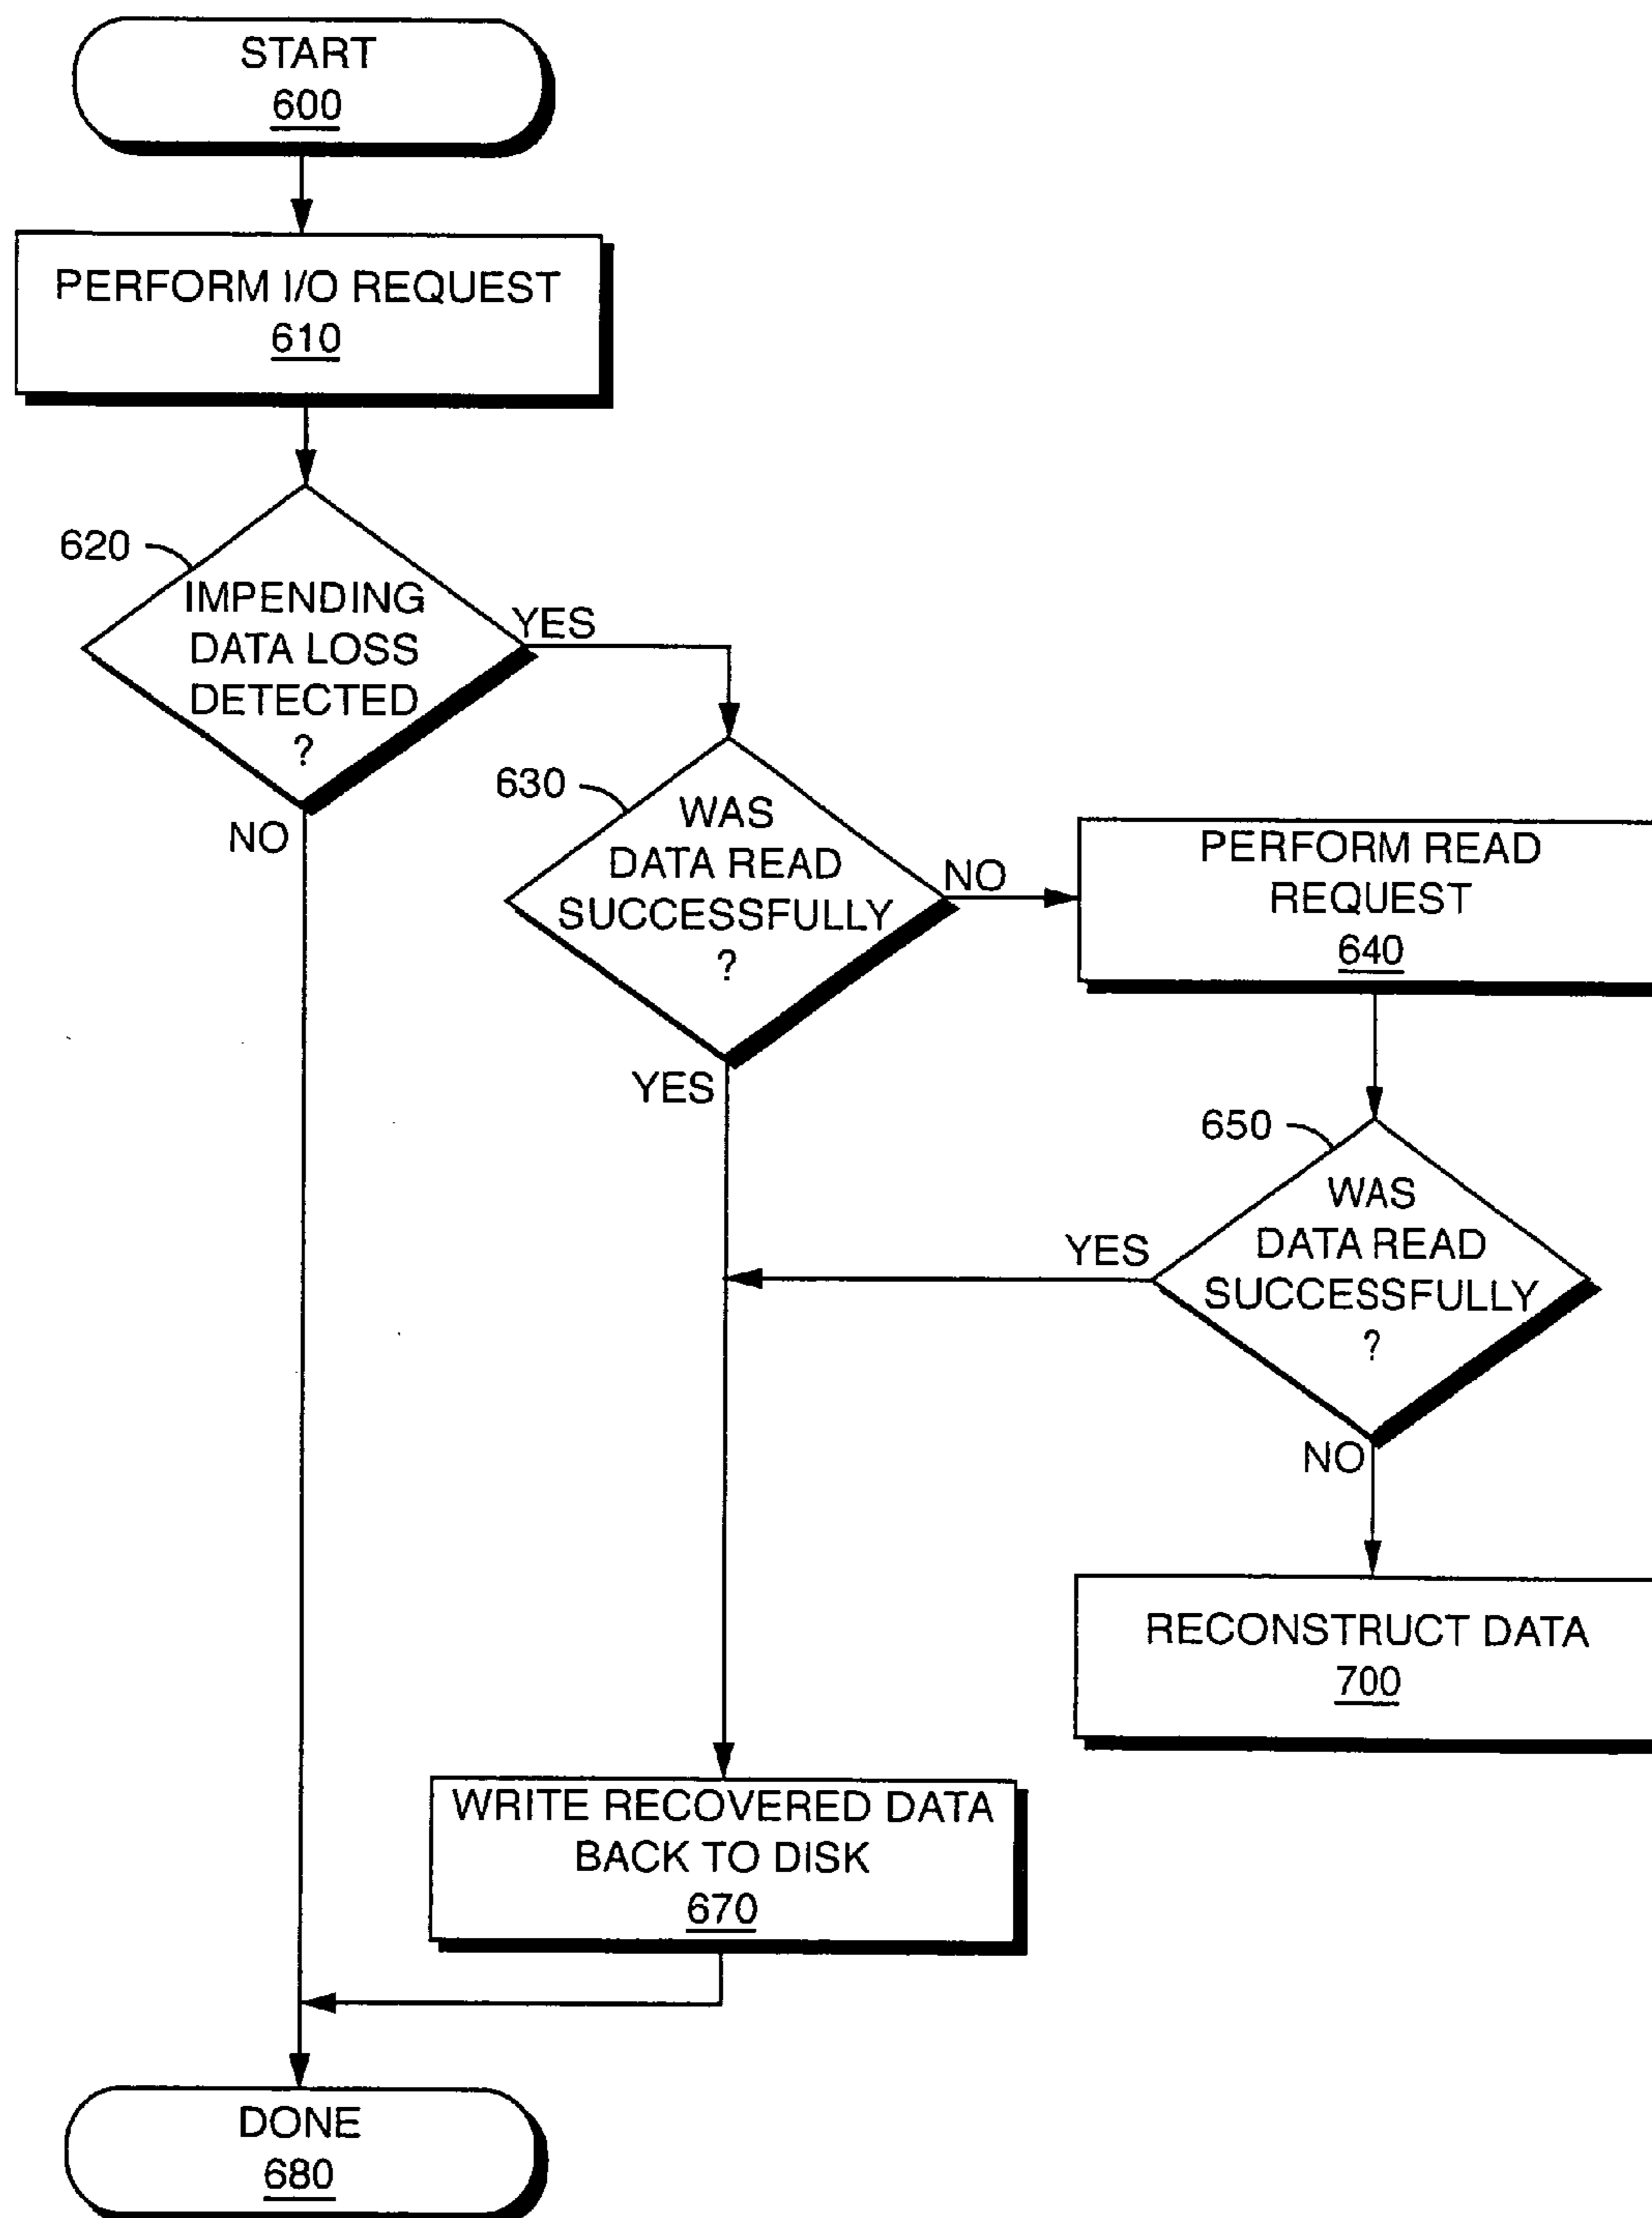 START
600
PERFORM I/O REQUEST
610
620
IMPENDING
DATA LOSS
DETECTED
?
YES
NO
630
WAS
DATA READ
SUCCESSFULLY
?
NO
YES
PERFORM READ
REQUEST
640
650
WAS
DATA READ
SUCCESSFULLY
?
YES
NO
RECONSTRUCT DATA
700
WRITE RECOVERED DATA
BACK TO DISK
670
DONE
680